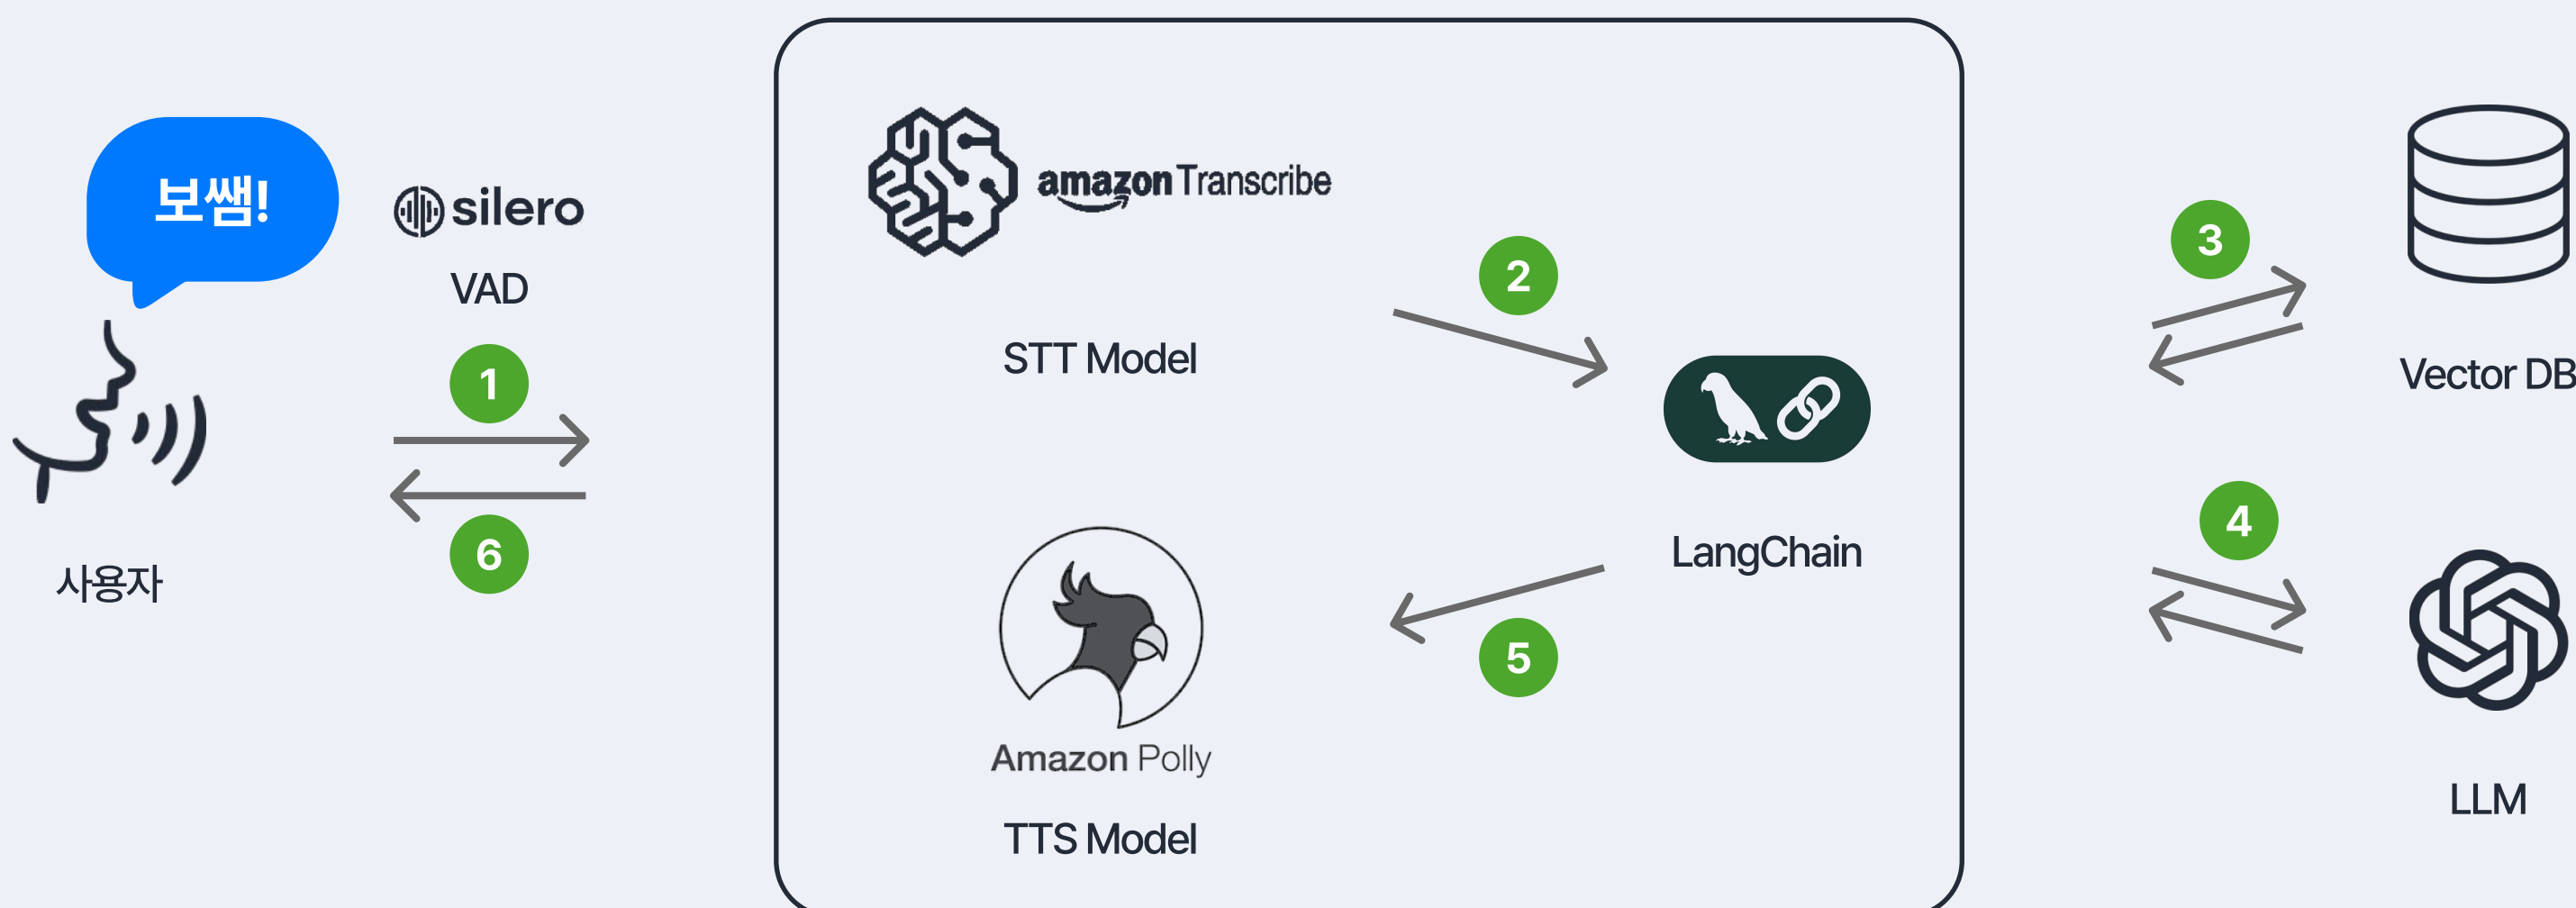 보쌤!
silero
VAD
1
6
사용자
amazon Transcribe
STT Model
2
LangChain
5
Amazon Polly
TTS Model
3
Vector DB
4
LLM